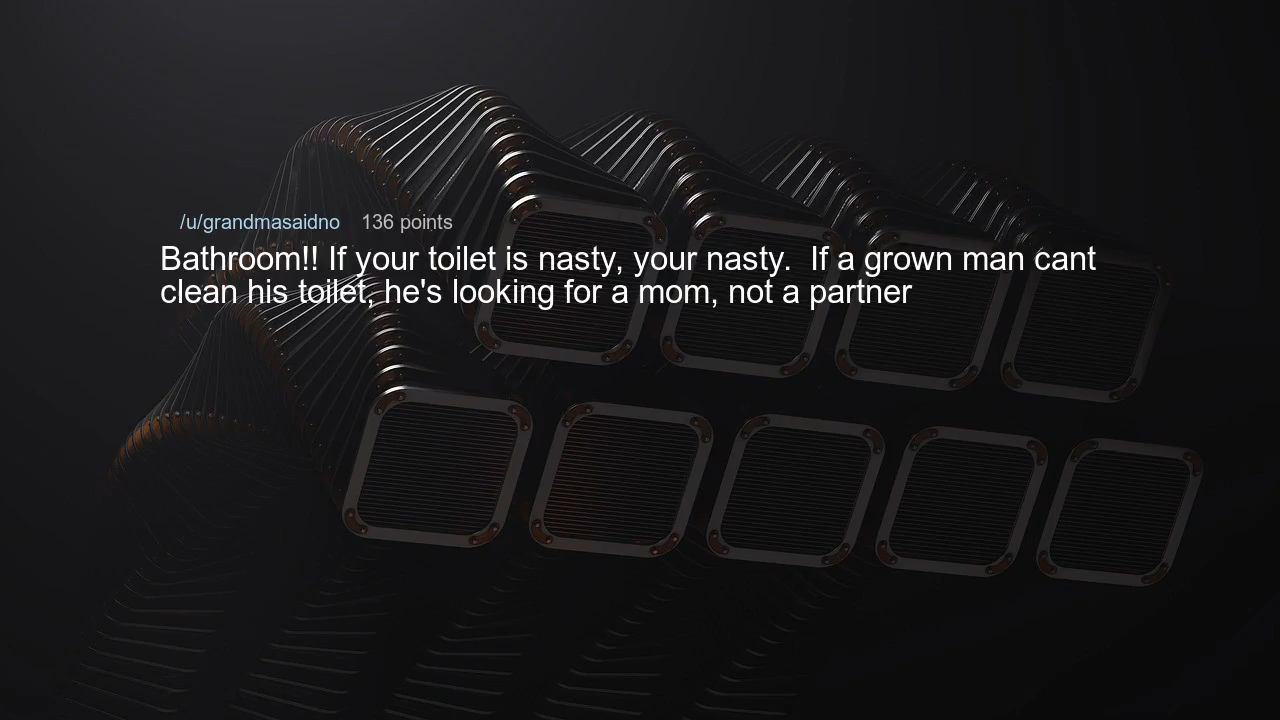 /u/grandmasaidno 136 points
Bathroom!! If your toilet is nasty, your nasty.  If a grown man cant
clean his toilet, he's looking for a mom, not a partner